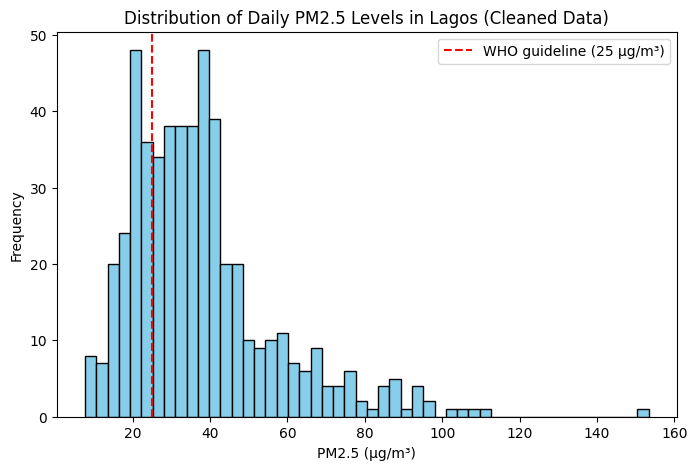 Distribution of Daily PM2.5 Levels in Lagos (Cleaned Data)
WHO guideline (25 µg/m³)
50
40
30
20
10
0
Frequency
20 40 60 80 100 120 140 160
PM2.5 (µg/m³)